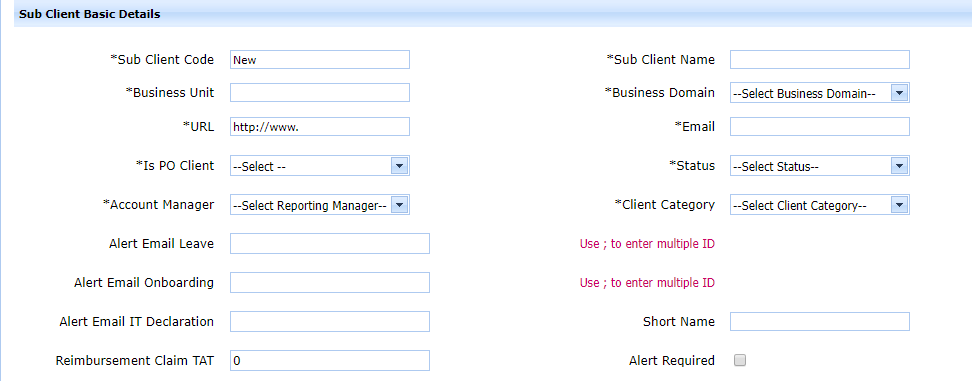 Sub Client Basic Details
*Sub Client Code New *Sub Client Name
*Business Unit *Business Domain --Select Business Domain--
*URL http://www. *Email
*Is PO Client --Select -- *Status --Select Status--
*Account Manager --Select Reporting Manager-- *Client Category --Select Client Category--
Alert Email Leave Use ; to enter multiple ID
Alert Email Onboarding Use ; to enter multiple ID
Alert Email IT Declaration Short Name
Reimbursement Claim TAT 0 Alert Required